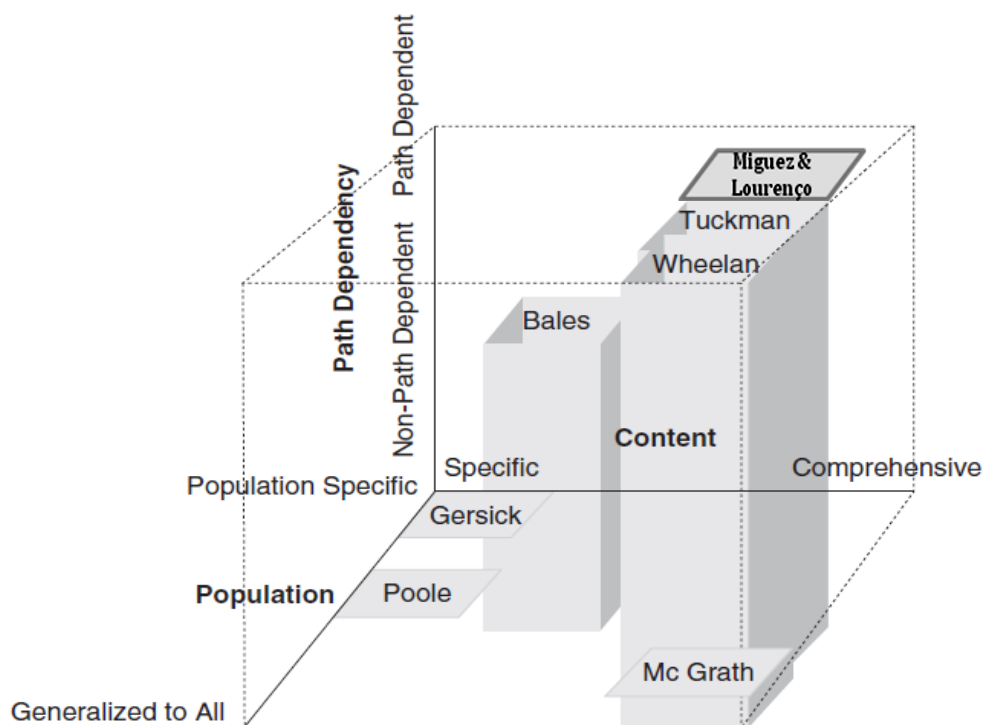 Path Dependent
Path Dependency
Non-Path Dependent
Miguez &
Lourenço
Tuckman
Wheelan
Bales
Content
Specific
Comprehensive
Population Specific
Gersick
Population
Poole
Mc Grath
Generalized to All